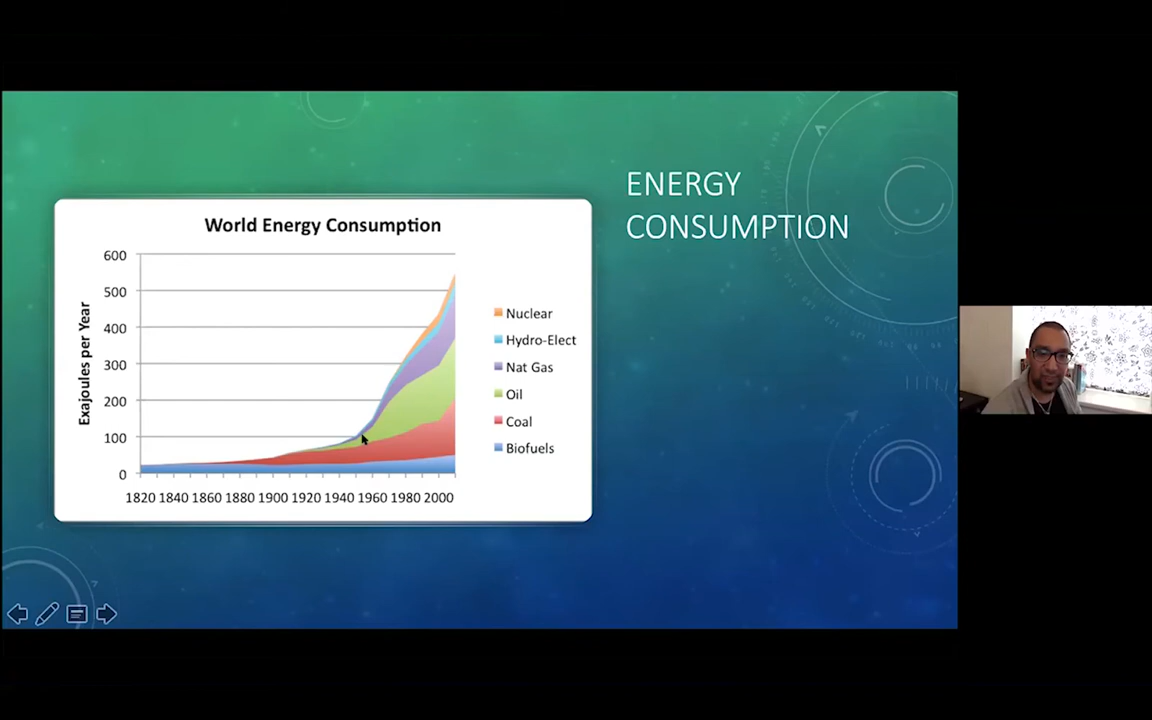 ENERGY
CONSUMPTION
World Energy Consumption
Exajoules per Year
600
500
400
300
200
100
0
1820 1840 1860 1880 1900 1920 1940 1960 1980 2000
Nuclear
Hydro-Elect
Nat Gas
Oil
Coal
Biofuels